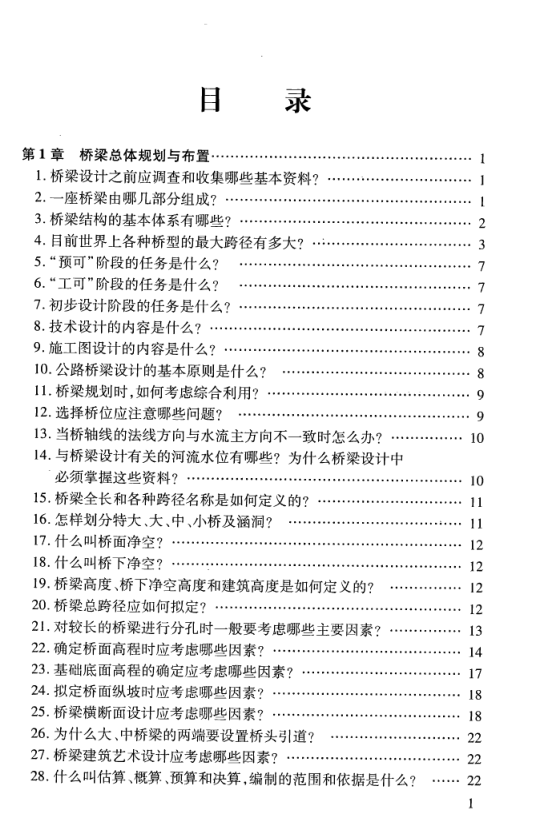 目 录
第1章 桥梁总体规划与布置…………………………………………… 1
1. 桥梁设计之前应调查和收集哪些基本资料? ……………………… 1
2. 一座桥梁由哪几部分组成? ………………………………………… 1
3. 桥梁结构的基本体系有哪些? ……………………………………… 2
4. 目前世界上各种桥型的最大跨径有多大? ………………………… 3
5. “预可”阶段的任务是什么? ……………………………………… 7
6. “工可”阶段的任务是什么? ……………………………………… 7
7. 初步设计阶段的任务是什么? ……………………………………… 7
8. 技术设计的内容是什么? …………………………………………… 7
9. 施工图设计的内容是什么? ………………………………………… 8
10. 公路桥梁设计的基本原则是什么? ……………………………… 8
11. 桥梁规划时,如何考虑综合利用? ………………………………… 9
12. 选择桥位应注意哪些问题? ……………………………………… 9
13. 当桥轴线的法线方向与水流主方向不一致时怎么办? ………… 10
14. 与桥梁设计有关的河流水位有哪些? 为什么桥梁设计中
必须掌握这些资料? ……………………………………………… 10
15. 桥梁全长和各种跨径名称是如何定义的? ……………………… 11
16. 怎样划分特大、大、中、小桥及涵洞? …………………………… 11
17. 什么叫桥面净空? ………………………………………………… 12
18. 什么叫桥下净空? ………………………………………………… 12
19. 桥梁高度、桥下净空高度和建筑高度是如何定义的? ………… 12
20. 桥梁总跨径应如何拟定? ………………………………………… 12
21. 对较长的桥梁进行分孔时一般要考虑哪些主要因素? ………… 13
22. 确定桥面高程时应考虑哪些因素? ……………………………… 14
23. 基础底面高程的确定应考虑哪些因素? ………………………… 17
24. 拟定桥面纵坡时应考虑哪些因素? ……………………………… 18
25. 桥梁横断面设计应考虑哪些因素? ……………………………… 18
26. 为什么大、中桥梁的两端要设置桥头引道? …………………… 22
27. 桥梁建筑艺术设计应考虑哪些因素? …………………………… 22
28. 什么叫估算、概算、预算和决算,编制的范围和依据是什么? …… 22
1